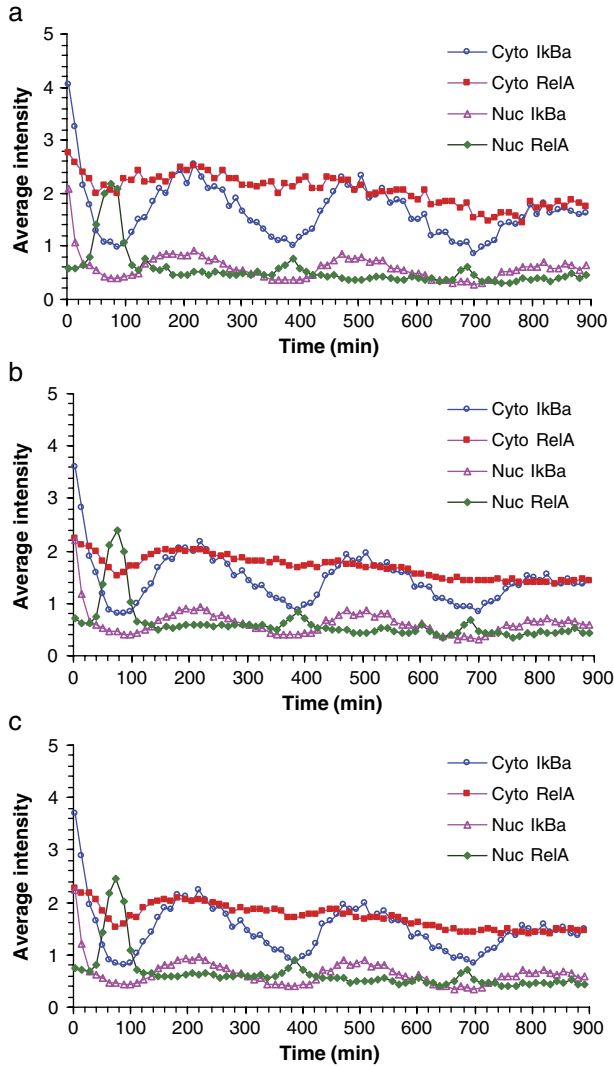 a
5
4
3
2
1
0
Average intensity
Cyto IkBa
Cyto RelA
Nuc IkBa
Nuc RelA
0 100 200 300 400 500 600 700 800 900
Time (min)
b
5
4
3
2
1
0
Average intensity
Cyto IkBa
Cyto RelA
Nuc IkBa
Nuc RelA
0 100 200 300 400 500 600 700 800 900
Time (min)
c
5
4
3
2
1
0
Average intensity
Cyto IkBa
Cyto RelA
Nuc IkBa
Nuc RelA
0 100 200 300 400 500 600 700 800 900
Time (min)